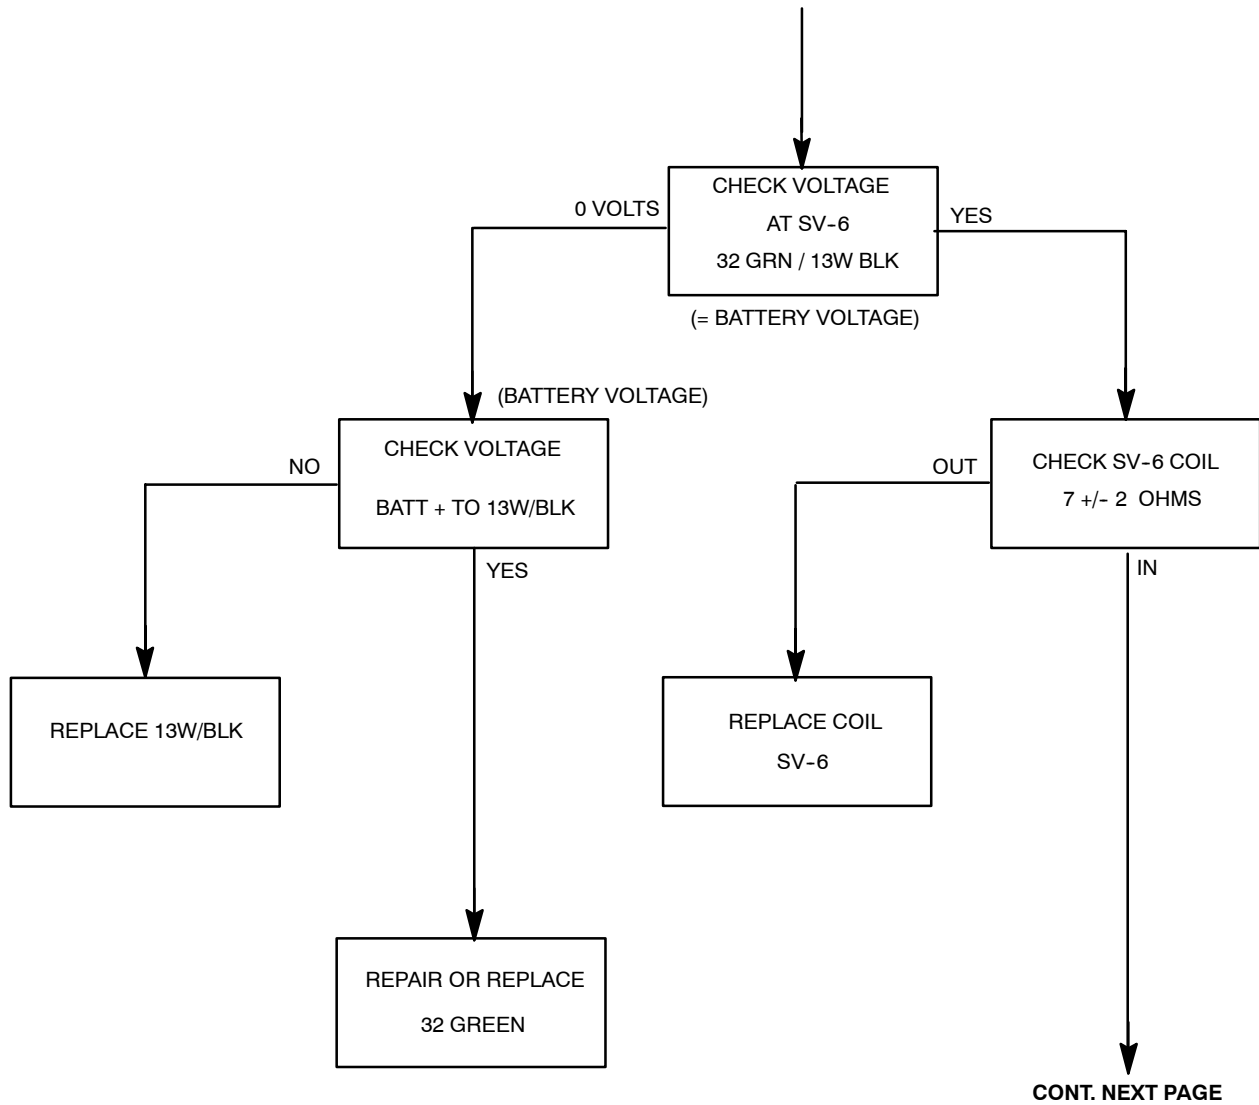 CHECK VOLTAGE
AT SV-6
32 GRN / 13W BLK
0 VOLTS
YES
(= BATTERY VOLTAGE)
(BATTERY VOLTAGE)
CHECK VOLTAGE
BATT + TO 13W/BLK
NO
YES
CHECK SV-6 COIL
7 +/- 2 OHMS
OUT
IN
REPLACE 13W/BLK
REPLACE COIL
SV-6
REPAIR OR REPLACE
32 GREEN
CONT. NEXT PAGE